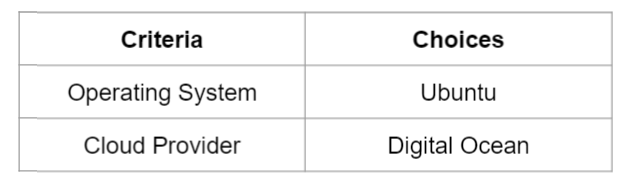 Criteria Choices
Operating System Ubuntu
Cloud Provider Digital Ocean